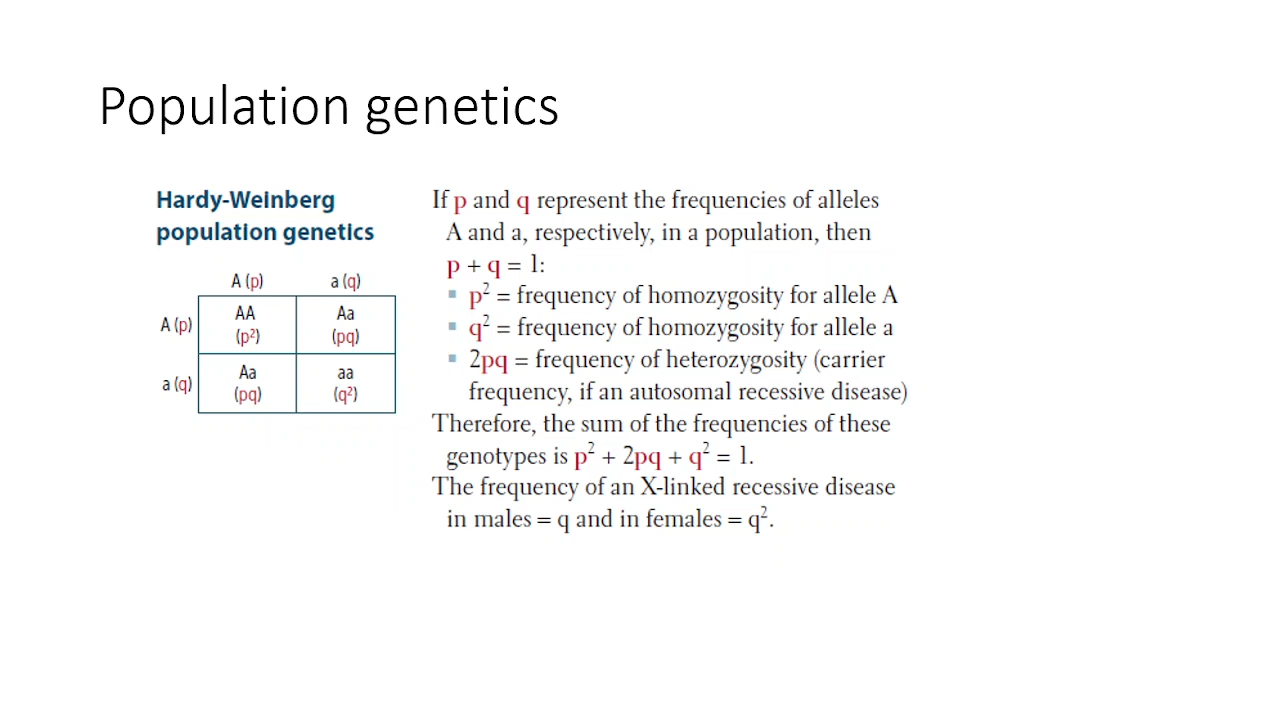 Population genetics
Hardy-Weinberg
population genetics
A (p) a (q)
A (p) AA Aa
(p²) (pq)
a (q) Aa aa
(pq) (q²)
If p and q represent the frequencies of alleles
A and a, respectively, in a population, then
p + q = 1:
▪ p² = frequency of homozygosity for allele A
▪ q² = frequency of homozygosity for allele a
▪ 2pq = frequency of heterozygosity (carrier
frequency, if an autosomal recessive disease)
Therefore, the sum of the frequencies of these
genotypes is p² + 2pq + q² = 1.
The frequency of an X-linked recessive disease
in males = q and in females = q².